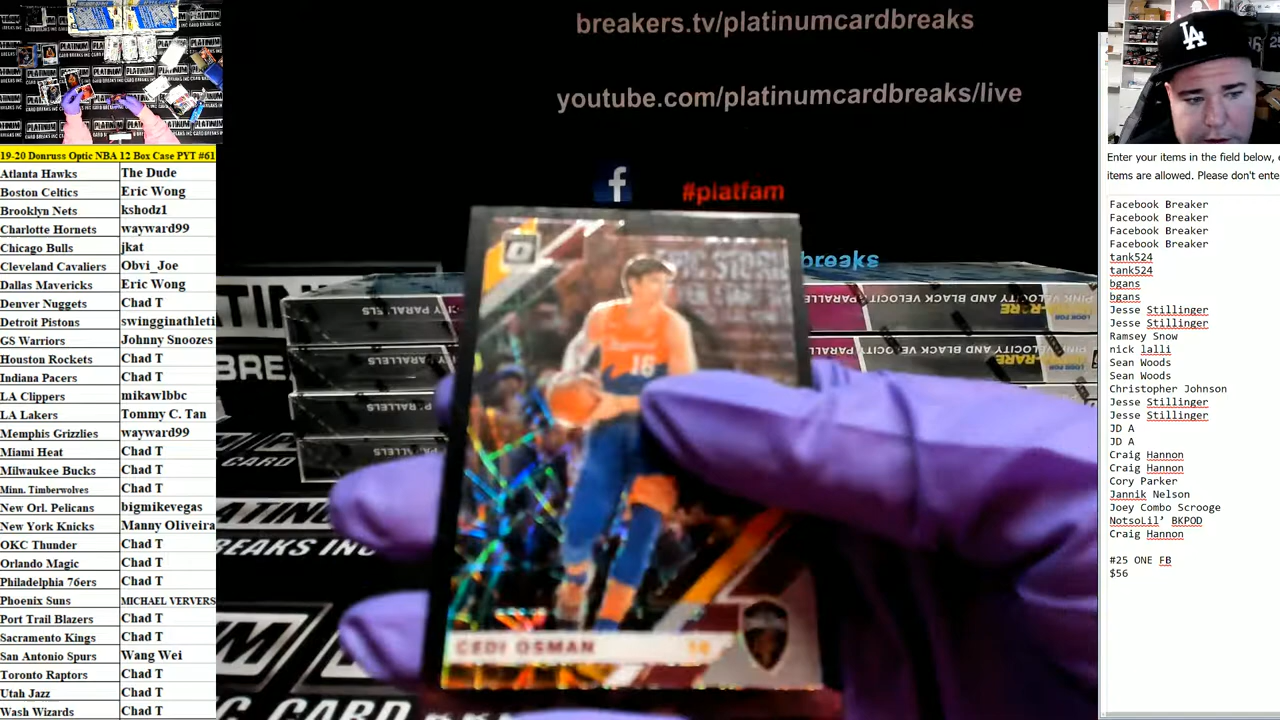 breakers.tv/platinumcardbreaks
youtube.com/platinumcardbreaks/live
#platfam
breaks
19-20 Donruss Optic NBA 12 Box Case PYT #61
Atlanta Hawks The Dude
Boston Celtics Eric Wong
Brooklyn Nets kshodz1
Charlotte Hornets wayward99
Chicago Bulls jkat
Cleveland Cavaliers Obvi_Joe
Dallas Mavericks Eric Wong
Denver Nuggets Chad T
Detroit Pistons swingginathleti
GS Warriors Johnny Snoozes
Houston Rockets Chad T
Indiana Pacers Chad T
LA Clippers mikaw1bbc
LA Lakers Tommy C. Tan
Memphis Grizzlies wayward99
Miami Heat Chad T
Milwaukee Bucks Chad T
Minn. Timberwolves Chad T
New Orl. Pelicans bigmikevegas
New York Knicks Manny Oliveira
OKC Thunder Chad T
Orlando Magic Chad T
Philadelphia 76ers Chad T
Phoenix Suns MICHAEL VERVERS
Port Trail Blazers Chad T
Sacramento Kings Chad T
San Antonio Spurs Wang Wei
Toronto Raptors Chad T
Utah Jazz Chad T
Wash Wizards Chad T
CEDI OSMAN 16
LA
Enter your items in the field below,
items are allowed. Please don't ente
Facebook Breaker
Facebook Breaker
Facebook Breaker
Facebook Breaker
tank524
tank524
bgans
bgans
Jesse Stillinger
Jesse Stillinger
Ramsey Snow
nick lalli
Sean Woods
Sean Woods
Christopher Johnson
Jesse Stillinger
Jesse Stillinger
JD A
JD A
Craig Hannon
Craig Hannon
Cory Parker
Jannik Nelson
Joey Combo Scrooge
NotsoLil’ BKPOD
Craig Hannon
#25 ONE FB
$56